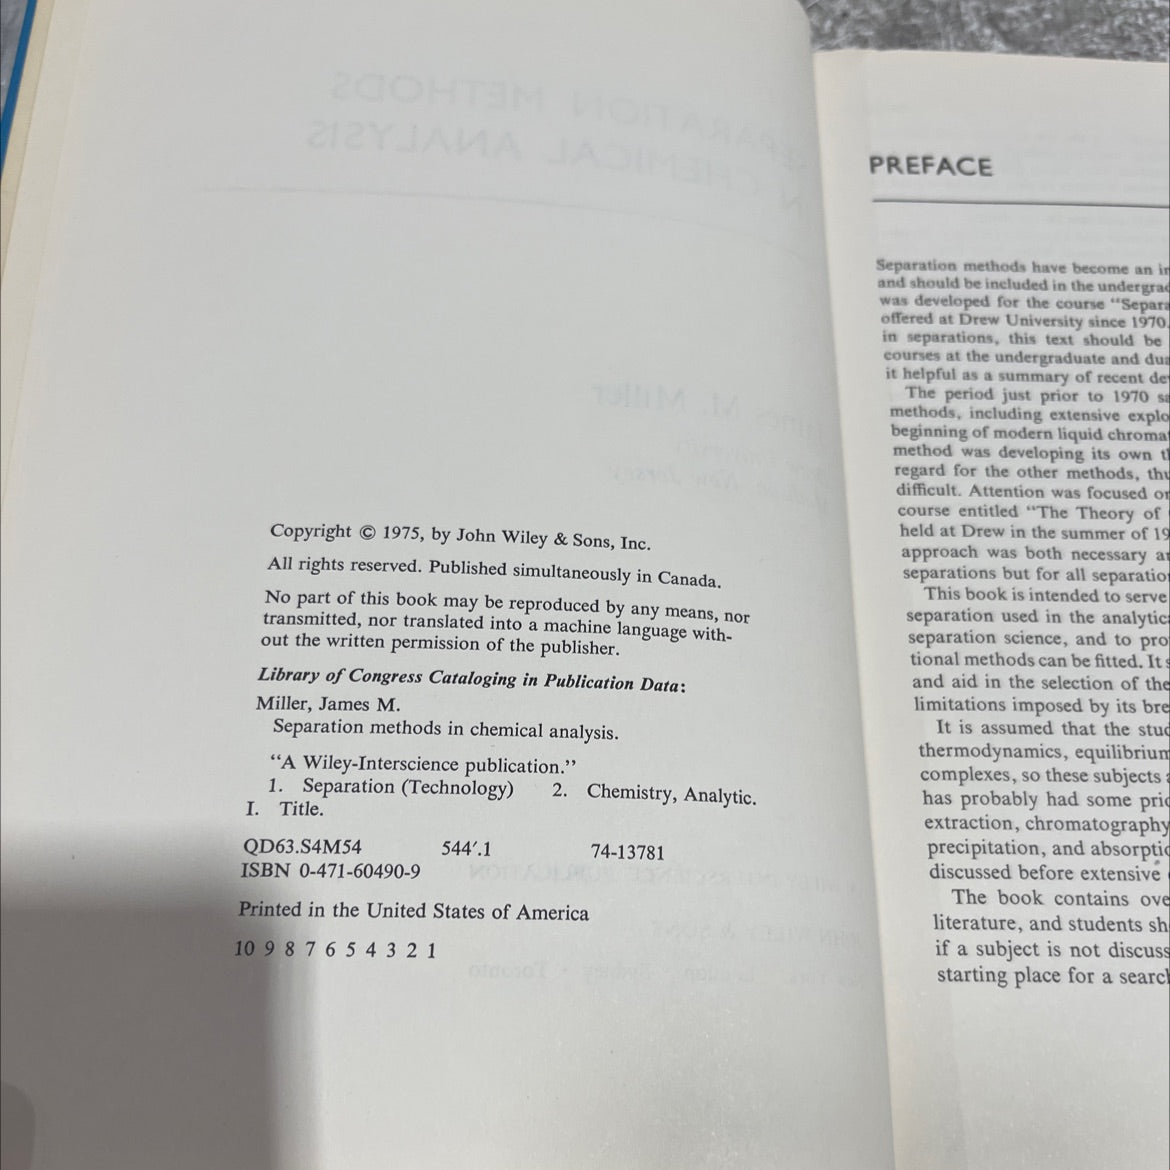 Copyright © 1975, by John Wiley & Sons, Inc.
All rights reserved. Published simultaneously in Canada.
No part of this book may be reproduced by any means, nor
transmitted, nor translated into a machine language with-
out the written permission of the publisher.
Library of Congress Cataloging in Publication Data:
Miller, James M.
Separation methods in chemical analysis.
“A Wiley-Interscience publication.”
1. Separation (Technology) 2. Chemistry, Analytic.
I. Title.
QD63.S4M54 544′.1 74-13781
ISBN 0-471-60490-9
Printed in the United States of America
10 9 8 7 6 5 4 3 2 1
PREFACE
Separation methods have become an
and should be included in the
was developed for the course “
offered at Drew University since 1970.
in separations, this text should be
courses at the undergraduate and
it helpful as a summary of recent
The period just prior to 1970
methods, including extensive
beginning of modern liquid
method was developing its own
regard for the other methods,
difficult. Attention was focused
course entitled “The Theory of
held at Drew in the summer of
approach was both necessary
separations but for all
This book is intended to serve
separation used in the
separation science, and to
tional methods can be fitted. It
and aid in the selection of the
limitations imposed by its
It is assumed that the
thermodynamics, equilibrium
complexes, so these subjects
has probably had some
extraction, chromatography
precipitation, and
discussed before extensive
The book contains
literature, and students
if a subject is not
starting place for a